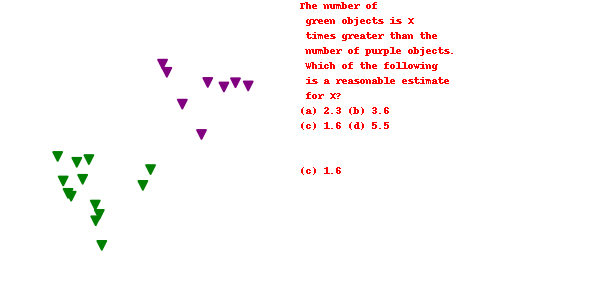 The number of
green objects is X
times greater than the
number of purple objects.
Which of the following
is a reasonable estimate
for X?
(a) 2.3 (b) 3.6
(c) 1.6 (d) 5.5
(c) 1.6